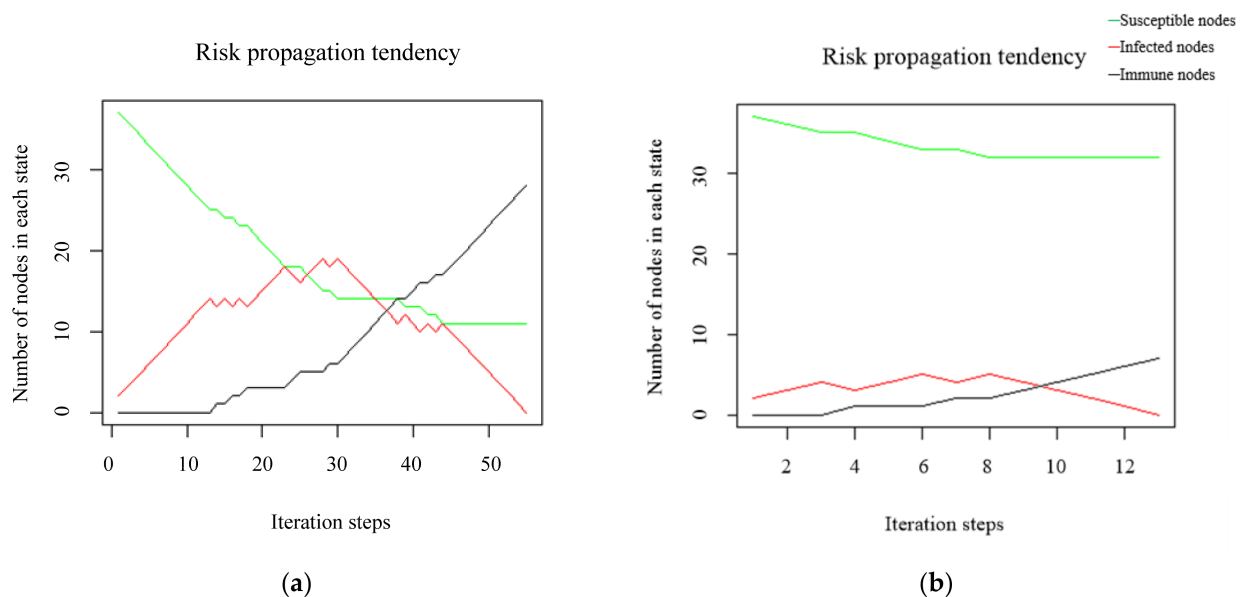 Risk propagation tendency
Number of nodes in each state
0
10
20
30
0
10
20
30
40
50
Iteration steps
(a)
Susceptible nodes
Infected nodes
Immune nodes
Risk propagation tendency
Number of nodes in each state
0
10
20
30
2
4
6
8
10
12
Iteration steps
(b)